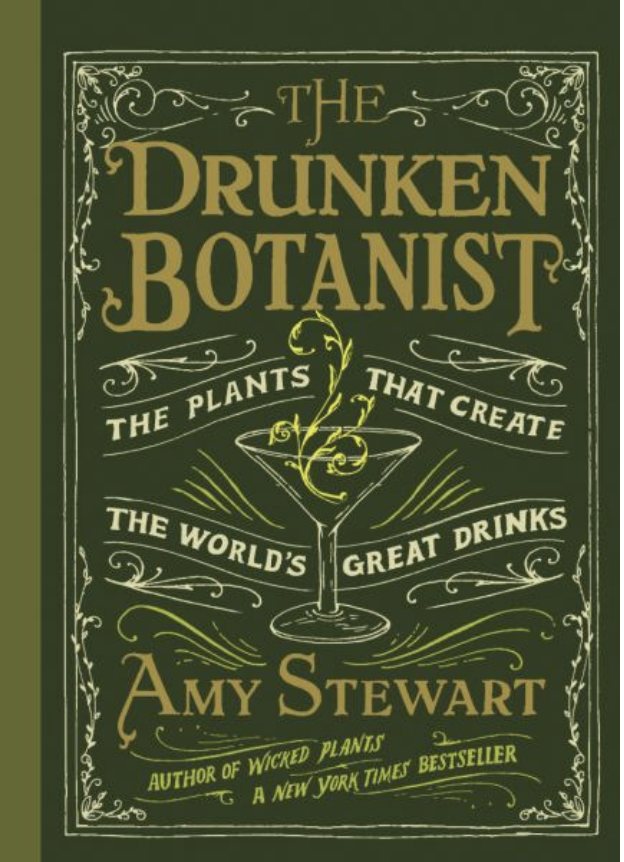 THE
DRUNKEN
BOTANIST
THE PLANTS THAT CREATE
THE WORLD'S GREAT DRINKS
AMY STEWART
AUTHOR OF WICKED PLANTS
A NEW YORK TIMES BESTSELLER